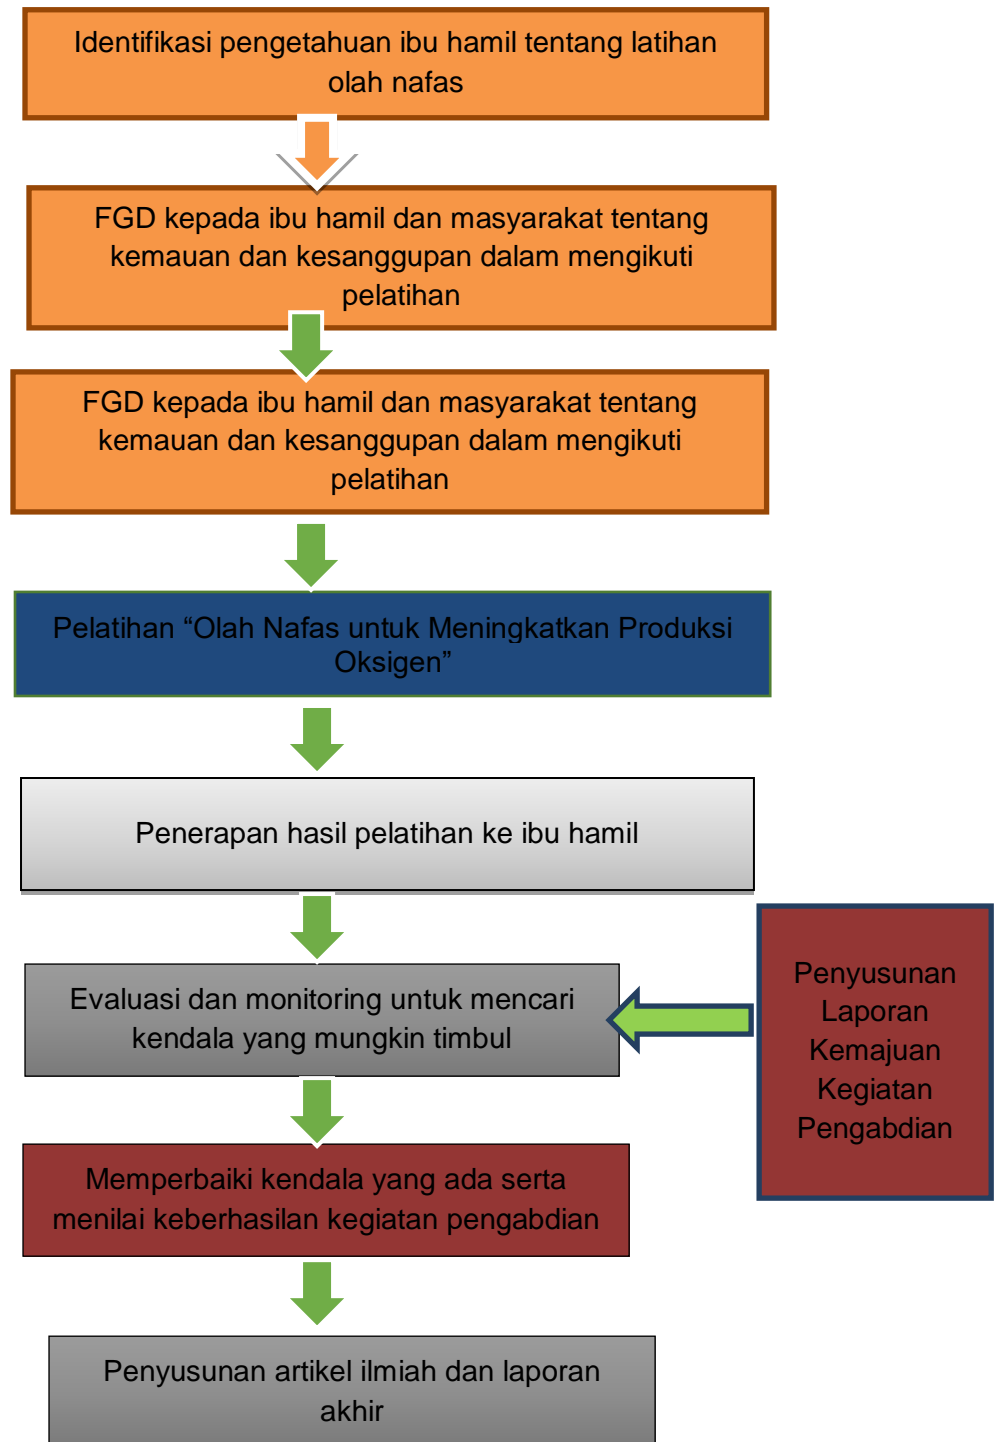 Identifikasi pengetahuan ibu hamil tentang latihan
olah nafas
FGD kepada ibu hamil dan masyarakat tentang
kemauan dan kesanggupan dalam mengikuti
pelatihan
FGD kepada ibu hamil dan masyarakat tentang
kemauan dan kesanggupan dalam mengikuti
pelatihan
Pelatihan “Olah Nafas untuk Meningkatkan Produksi
Oksigen”
Penerapan hasil pelatihan ke ibu hamil
Evaluasi dan monitoring untuk mencari
kendala yang mungkin timbul
Penyusunan
Laporan
Kemajuan
Kegiatan
Pengabdian
Memperbaiki kendala yang ada serta
menilai keberhasilan kegiatan pengabdian
Penyusunan artikel ilmiah dan laporan
akhir